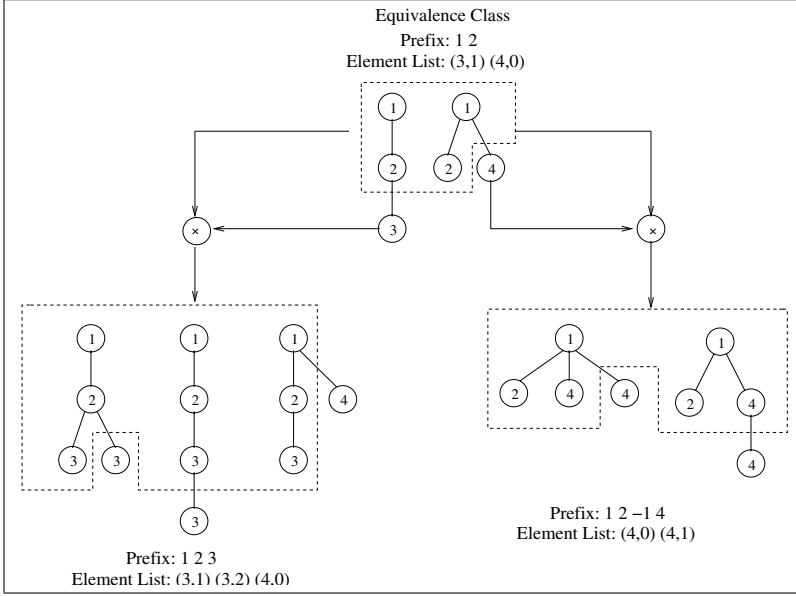 Equivalence Class
Prefix: 1 2
Element List: (3,1) (4,0)
1 1
2 2 4
× 3 ×
1 1 1 1 1
2 2 2 4 2 4 4 2 4
3 3 3 3 4
3
Prefix: 1 2 −1 4
Element List: (4,0) (4,1)
Prefix: 1 2 3
Element List: (3,1) (3,2) (4,0)